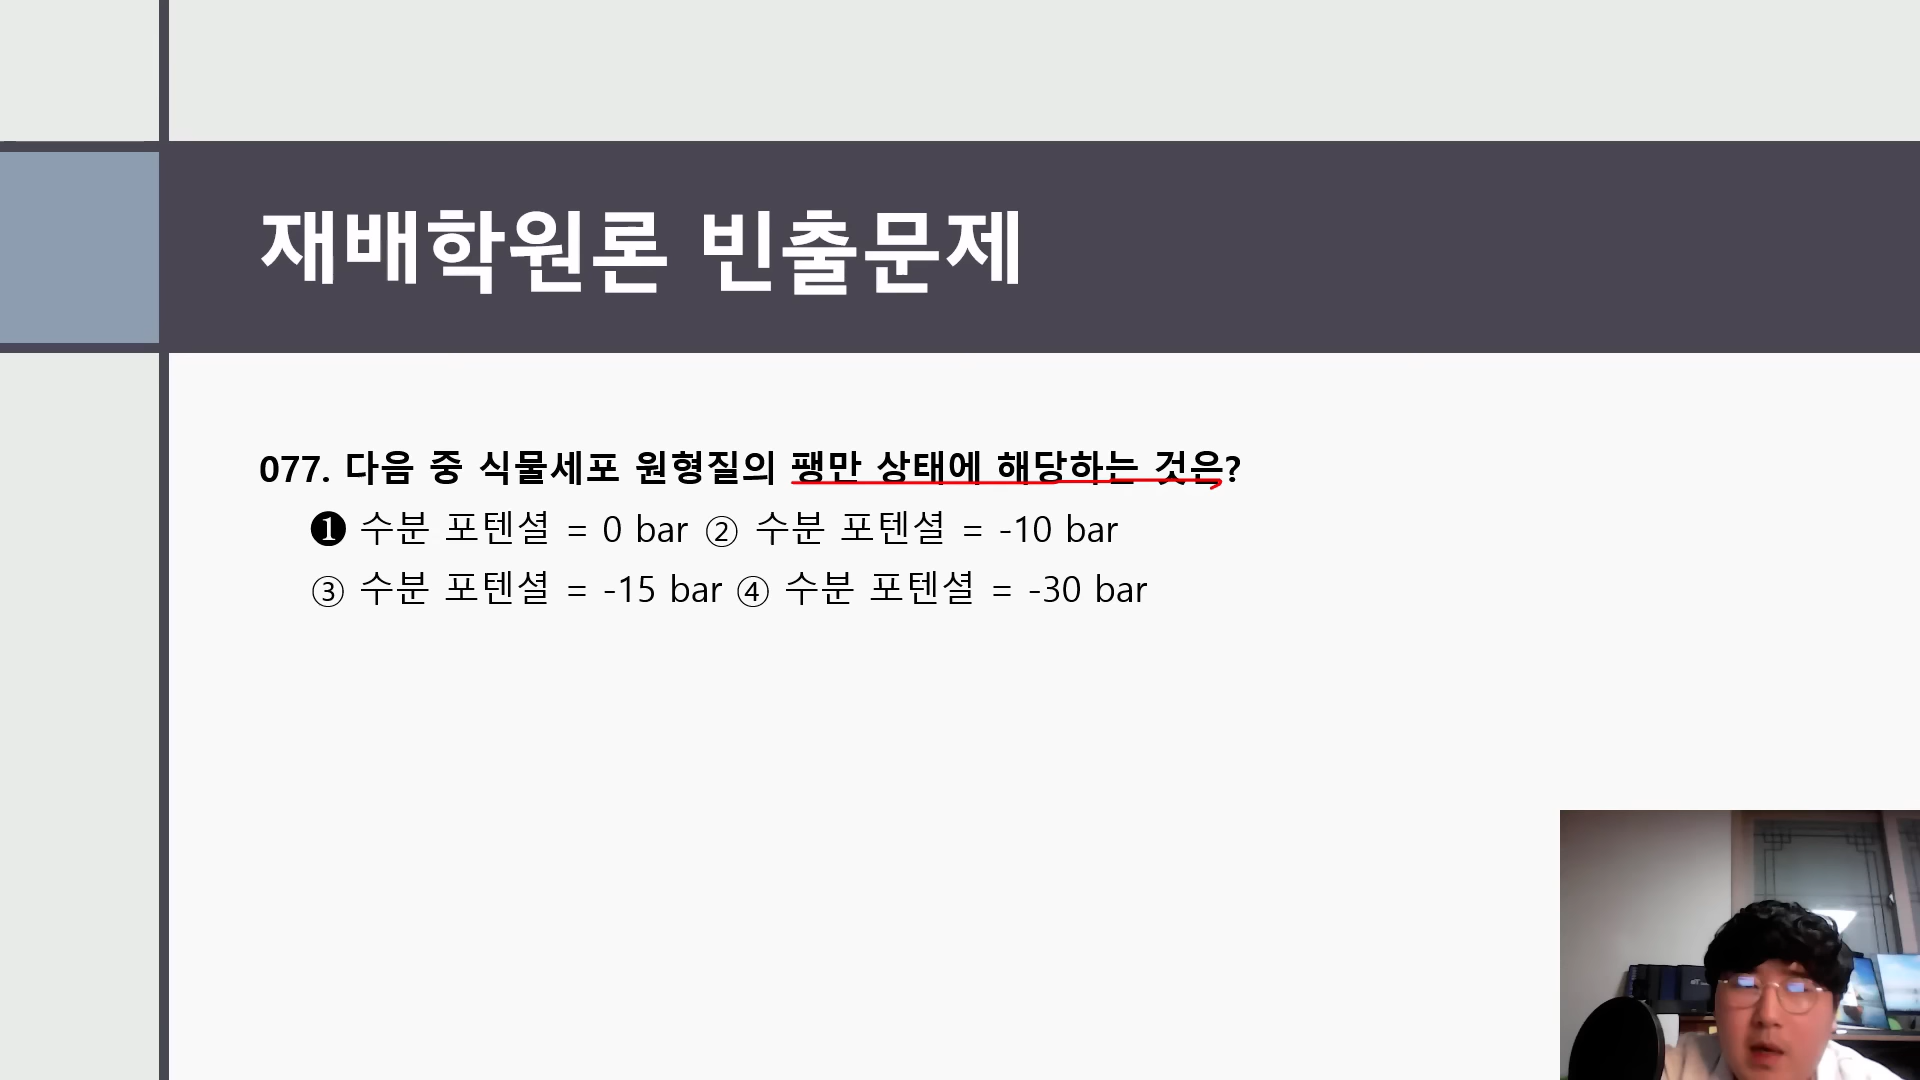 재배학원론 빈출문제
077. 다음 중 식물세포 원형질의 팽만 상태에 해당하는 것은?
❶ 수분 포텐셜 = 0 bar ② 수분 포텐셜 = -10 bar
③ 수분 포텐셜 = -15 bar ④ 수분 포텐셜 = -30 bar